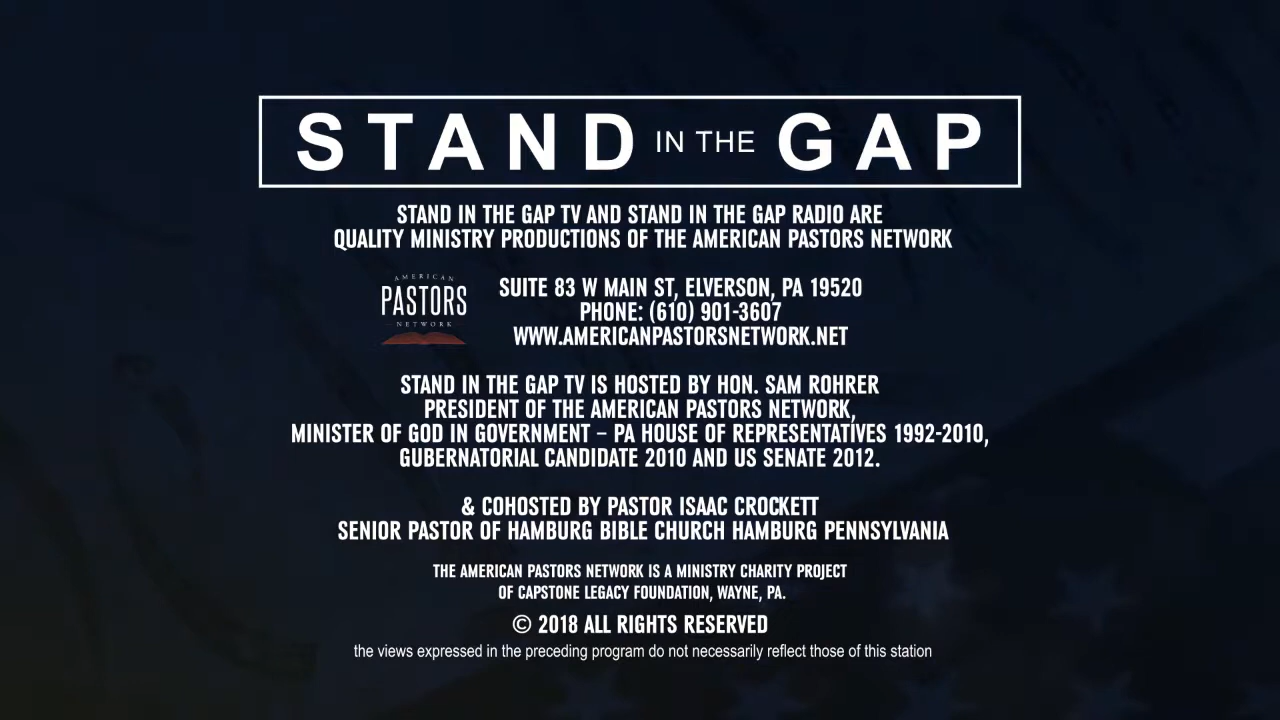 STAND IN THE GAP
STAND IN THE GAP TV AND STAND IN THE GAP RADIO ARE
QUALITY MINISTRY PRODUCTIONS OF THE AMERICAN PASTORS NETWORK
AMERICAN
PASTORS
NETWORK
SUITE 83 W MAIN ST, ELVERSON, PA 19520
PHONE: (610) 901-3607
WWW.AMERICANPASTORSNETWORK.NET
STAND IN THE GAP TV IS HOSTED BY HON. SAM ROHRER
PRESIDENT OF THE AMERICAN PASTORS NETWORK,
MINISTER OF GOD IN GOVERNMENT – PA HOUSE OF REPRESENTATIVES 1992-2010,
GUBERNATORIAL CANDIDATE 2010 AND US SENATE 2012.
& COHOSTED BY PASTOR ISAAC CROCKETT
SENIOR PASTOR OF HAMBURG BIBLE CHURCH HAMBURG PENNSYLVANIA
THE AMERICAN PASTORS NETWORK IS A MINISTRY CHARITY PROJECT
OF CAPSTONE LEGACY FOUNDATION, WAYNE, PA.
© 2018 ALL RIGHTS RESERVED
the views expressed in the preceding program do not necessarily reflect those of this station